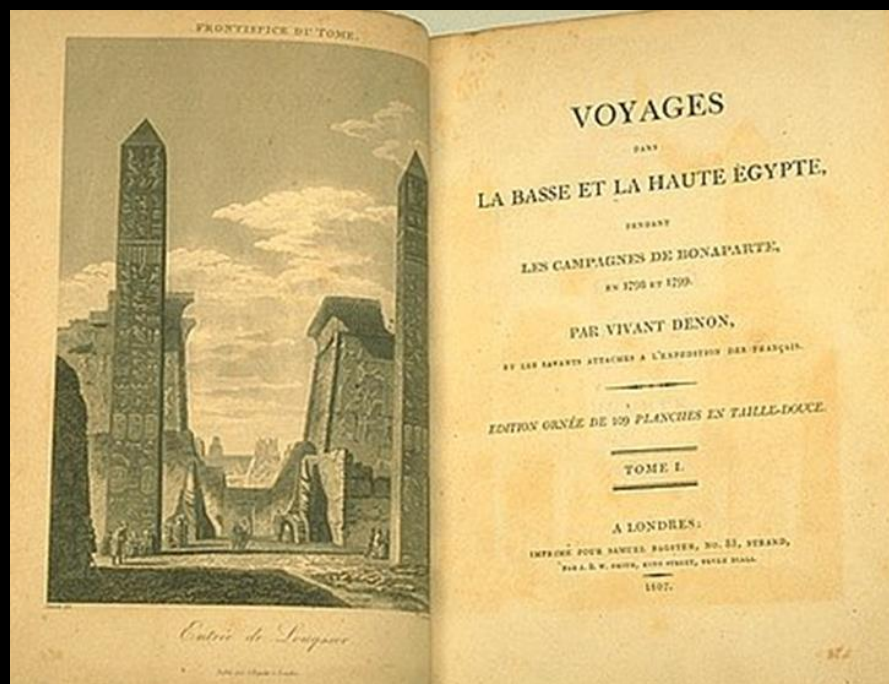 FRONTISPICE DU TOME.
Entrée de Louqssor.
VOYAGES
DANS
LA BASSE ET LA HAUTE ÉGYPTE,
PENDANT
LES CAMPAGNES DE BONAPARTE,
EN 1798 ET 1799.
PAR VIVANT DENON,
ET LES SAVANTS ATTACHÉS A L'EXPÉDITION DES FRANÇAIS.
EDITION ORNÉE DE 109 PLANCHES EN TAILLE-DOUCE.
TOME I.
A LONDRES:
IMPRIMÉ POUR SAMUEL BAGSTER, NO. 81, STRAND,
1807.